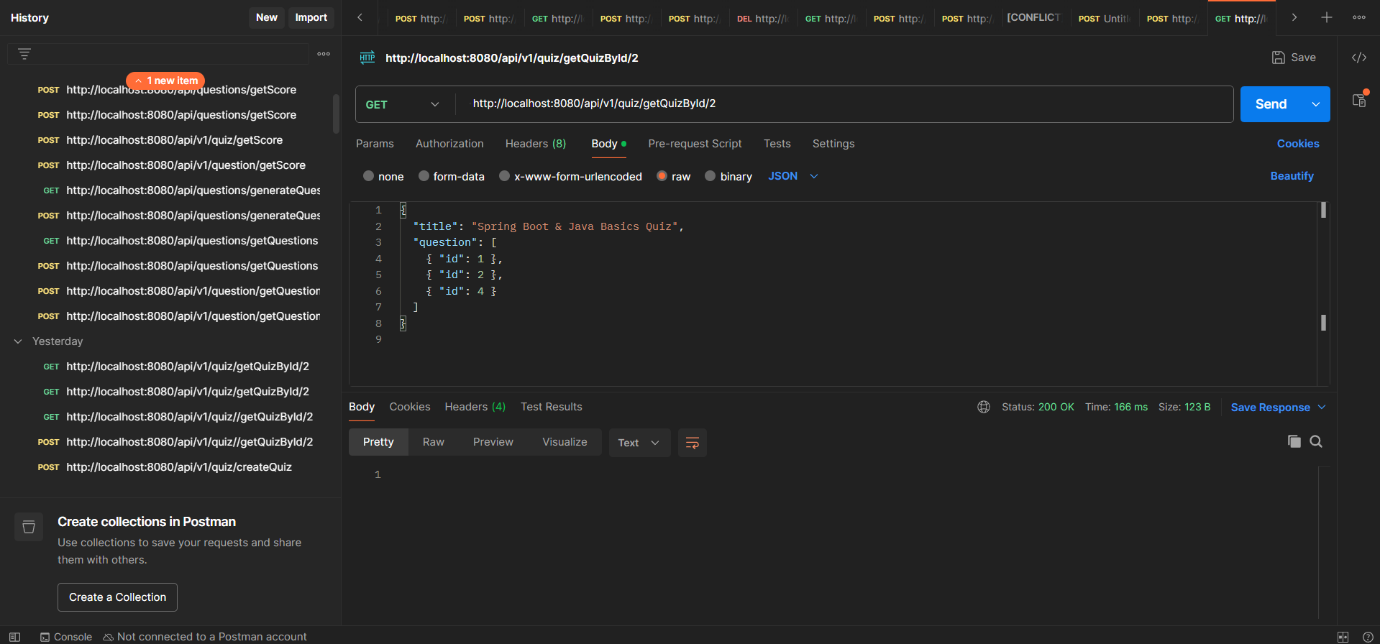 History
New
Import
1 new item
POST http://localhost:8080/api/questions/getScore
POST http://localhost:8080/api/questions/getScore
POST http://localhost:8080/api/v1/quiz/getScore
POST http://localhost:8080/api/v1/question/getScore
GET http://localhost:8080/api/questions/generateQues
POST http://localhost:8080/api/questions/generateQues
GET http://localhost:8080/api/questions/getQuestions
POST http://localhost:8080/api/questions/getQuestions
POST http://localhost:8080/api/v1/question/getQuestion
POST http://localhost:8080/api/v1/question/getQuestion
Yesterday
GET http://localhost:8080/api/v1/quiz/getQuizById/2
GET http://localhost:8080/api/v1/quiz/getQuizById/2
GET http://localhost:8080/api/v1/quiz//getQuizById/2
POST http://localhost:8080/api/v1/quiz//getQuizById/2
POST http://localhost:8080/api/v1/quiz/createQuiz
Create collections in Postman
Use collections to save your requests and share
them with others.
Create a Collection
POST http:/ POST http:/ GET http://l POST http:/ POST http:/ DEL http://l GET http://l POST http:/ POST http:/ [CONFLICT POST Untitl POST http:/ GET http://l
HTTP http://localhost:8080/api/v1/quiz/getQuizById/2
Save
GET http://localhost:8080/api/v1/quiz/getQuizById/2
Send
Params Authorization Headers (8) Body Pre-request Script Tests Settings Cookies
none form-data x-www-form-urlencoded raw binary JSON Beautify
1 {
2 "title": "Spring Boot & Java Basics Quiz",
3 "question": [
4 { "id": 1 },
5 { "id": 2 },
6 { "id": 4 }
7 ]
8 }
9
Body Cookies Headers (4) Test Results Status: 200 OK Time: 166 ms Size: 123 B Save Response
Pretty Raw Preview Visualize Text
1
Console Not connected to a Postman account